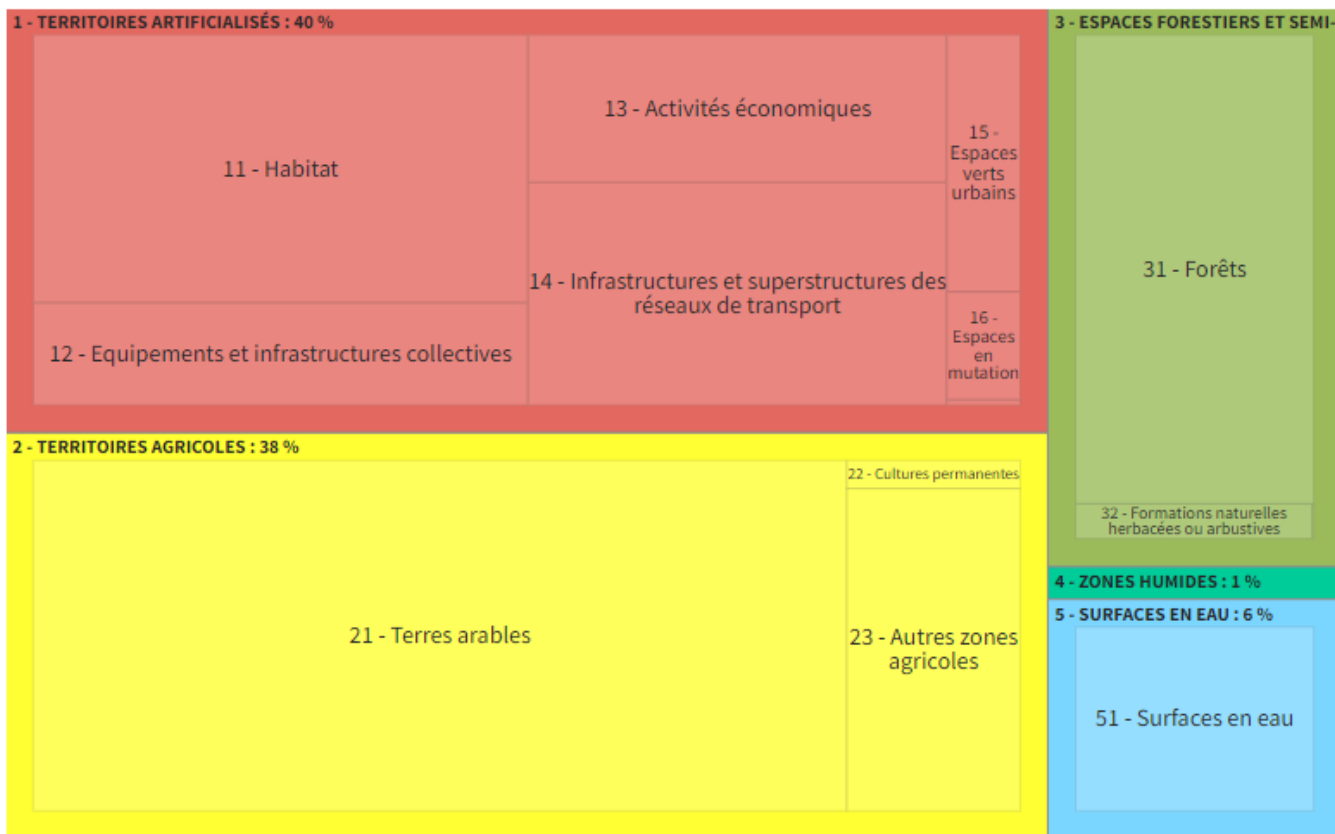 1 - TERRITOIRES ARTIFICIALISÉS : 40 %
11 - Habitat
12 - Equipements et infrastructures collectives
13 - Activités économiques
14 - Infrastructures et superstructures des
réseaux de transport
15 -
Espaces
verts
urbains
16 -
Espaces
en
mutation
2 - TERRITOIRES AGRICOLES : 38 %
21 - Terres arables
22 - Cultures permanentes
23 - Autres zones
agricoles
3 - ESPACES FORESTIERS ET SEMI-
31 - Forêts
32 - Formations naturelles
herbacées ou arbustives
4 - ZONES HUMIDES : 1 %
5 - SURFACES EN EAU : 6 %
51 - Surfaces en eau